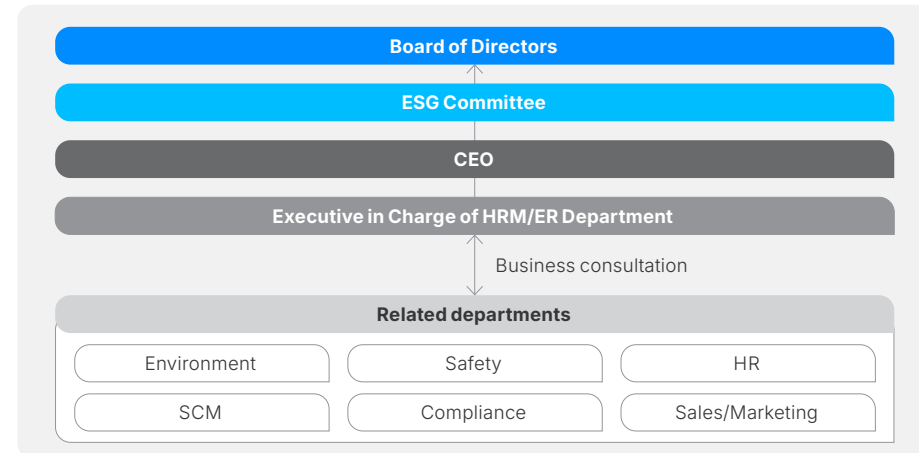 Board of Directors
ESG Committee
CEO
Executive in Charge of HRM/ER Department
Business consultation
Related departments
Environment
Safety
HR
SCM
Compliance
Sales/Marketing